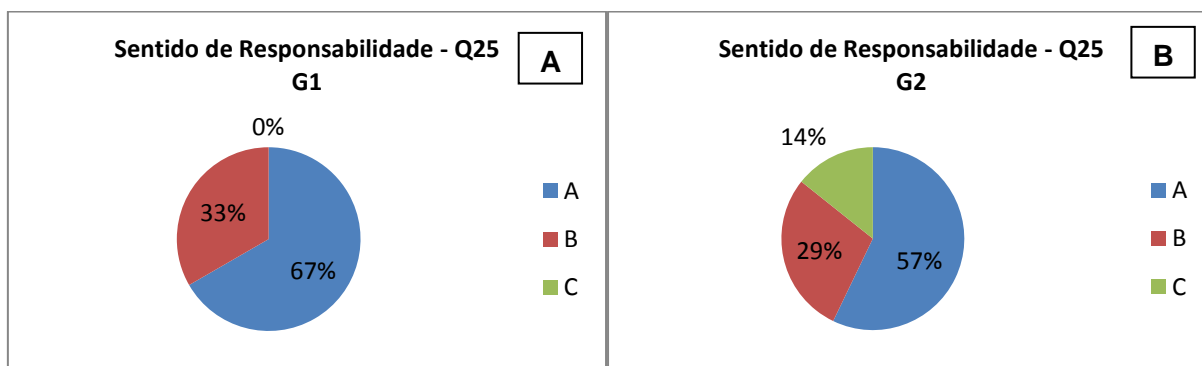 Sentido de Responsabilidade - Q25
G1
A
0%
33%
67%
A
B
C
Sentido de Responsabilidade - Q25
G2
B
14%
29%
57%
A
B
C